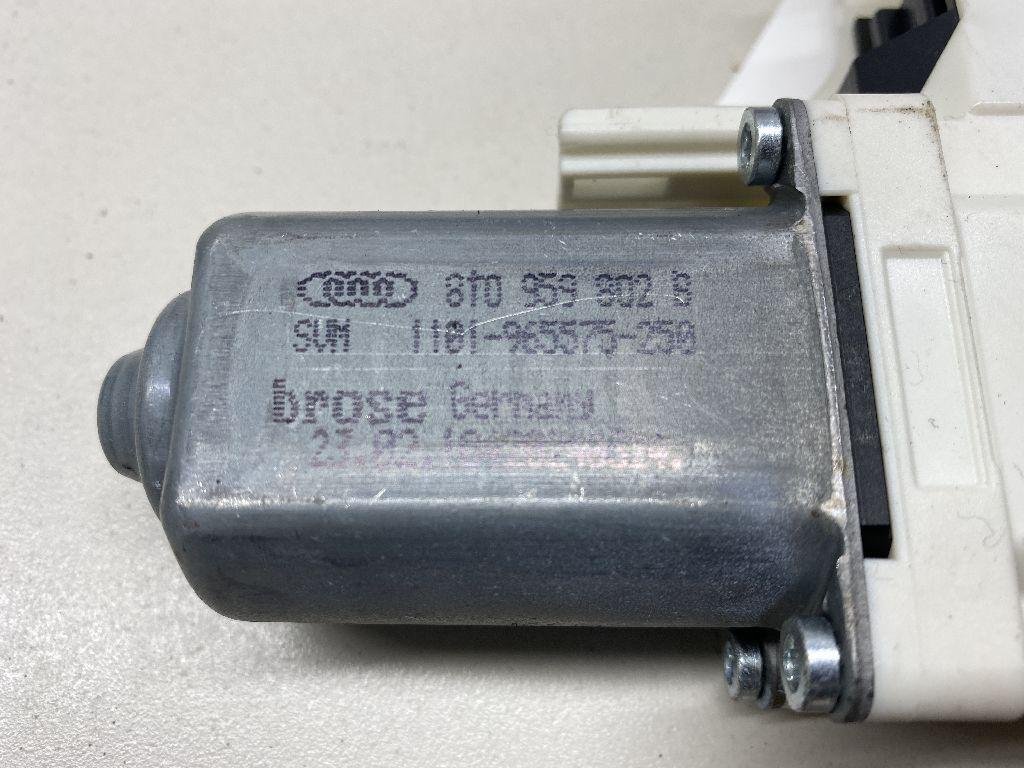 8T0 959 802 B
SWM 1101-965575-250
brose Germany